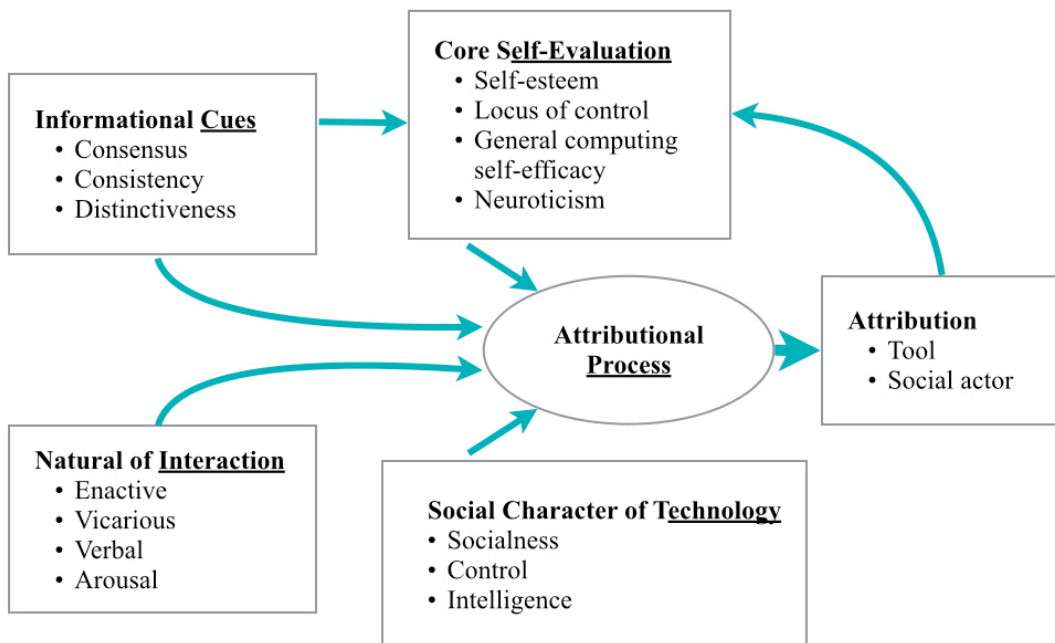 Core Self-Evaluation
• Self-esteem
• Locus of control
• General computing
self-efficacy
• Neuroticism
Informational Cues
• Consensus
• Consistency
• Distinctiveness
Attributional
Process
Attribution
• Tool
• Social actor
Natural of Interaction
• Enactive
• Vicarious
• Verbal
• Arousal
Social Character of Technology
• Socialness
• Control
• Intelligence